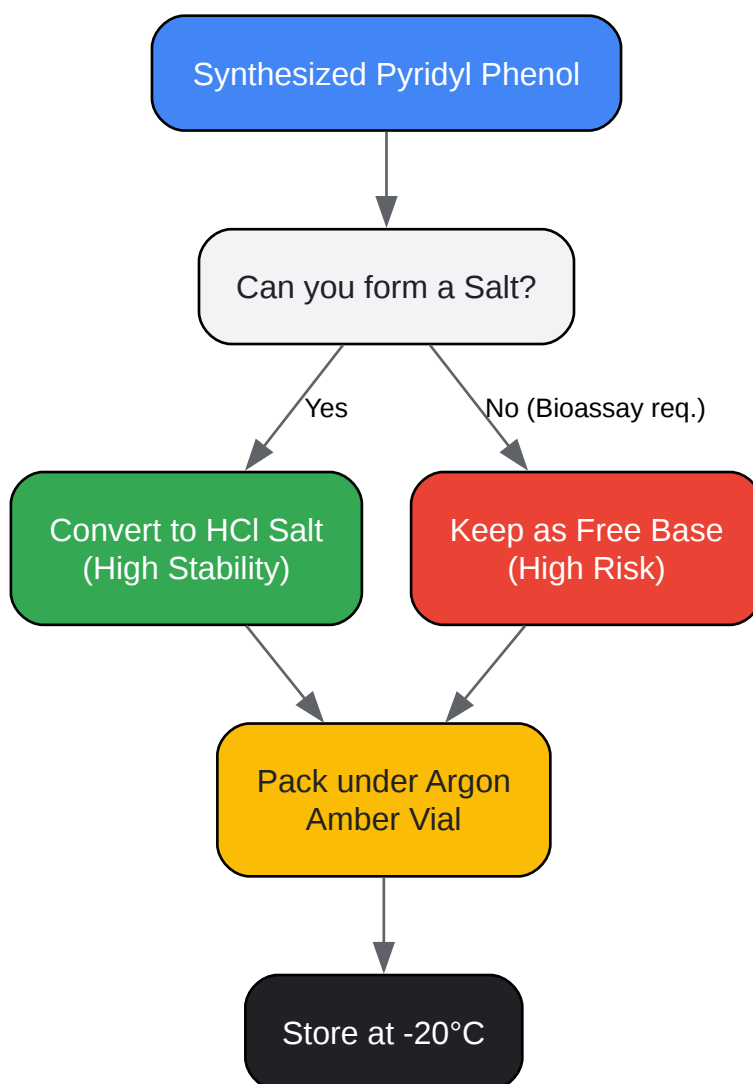 Synthesized Pyridyl Phenol
Can you form a Salt?
Yes
No (Bioassay req.)
Convert to HCl Salt
(High Stability)
Keep as Free Base
(High Risk)
Pack under Argon
Amber Vial
Store at -20°C